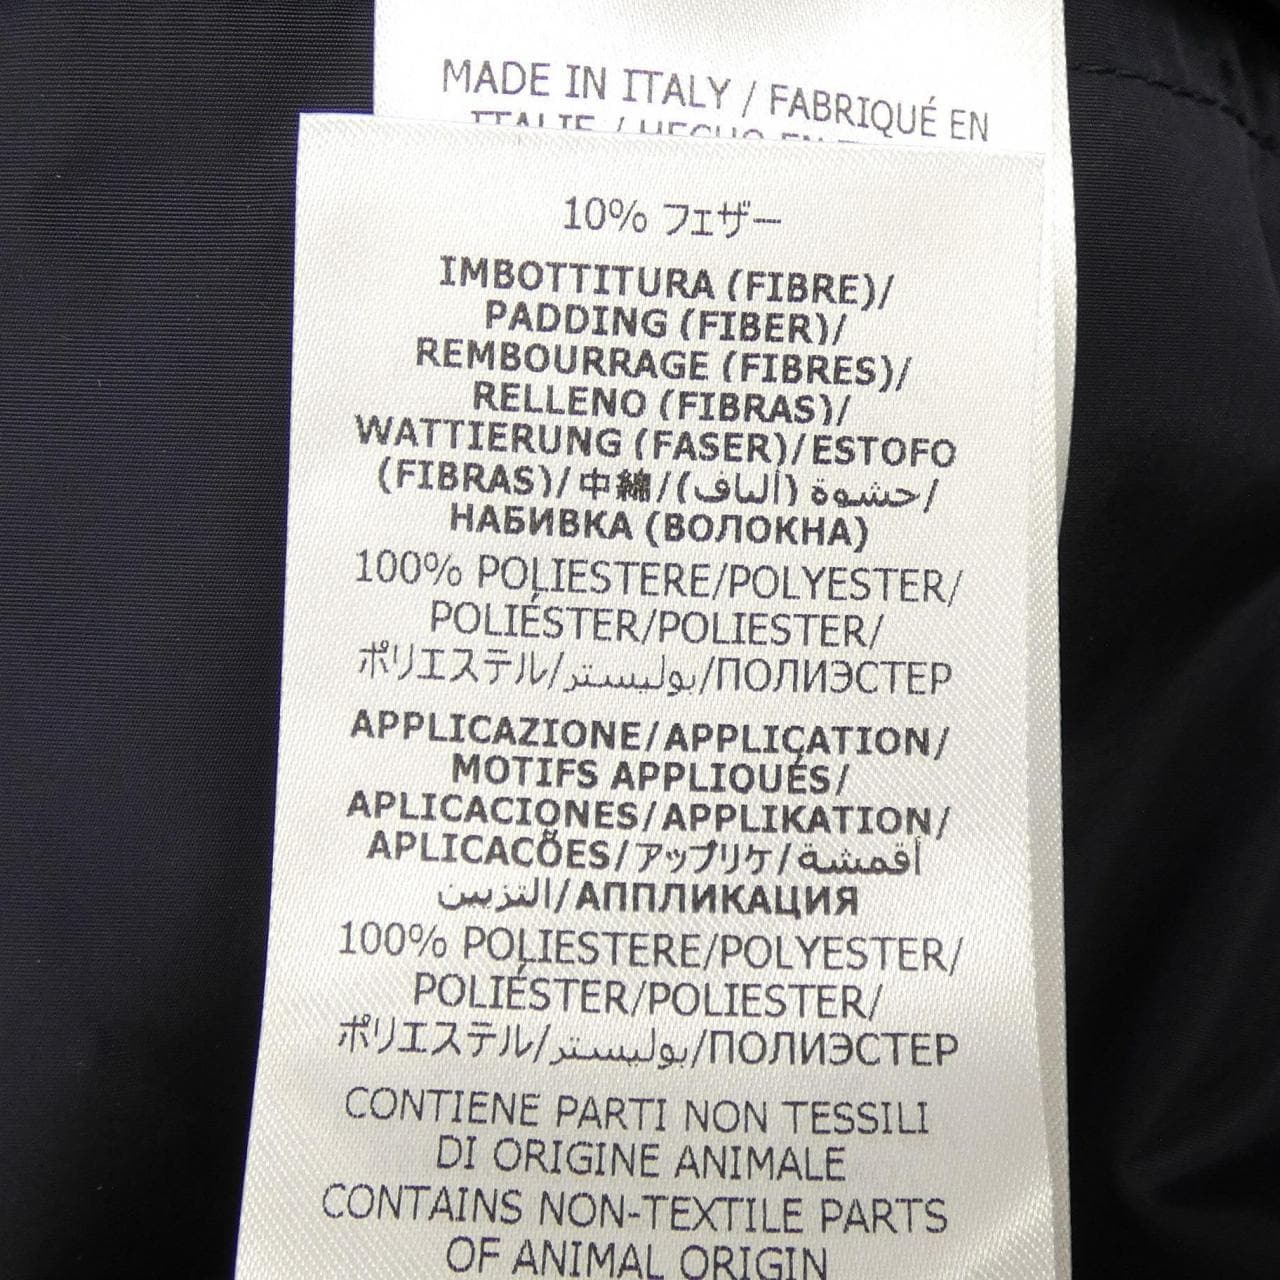 MADE IN ITALY / FABRIQUÉ EN
ITALIE / HECHO EN
10% フェザー
IMBOTTITURA (FIBRE)/
PADDING (FIBER)/
REMBOURRAGE (FIBRES)/
RELLENO (FIBRAS)/
WATTIERUNG (FASER)/ESTOFO
(FIBRAS)/中綿/حشوة (ألياف)/
НАБИВКА (ВОЛОКНА)
100% POLIESTERE/POLYESTER/
POLIÉSTER/POLIESTER/
ポリエステル/بوليستر/ПОЛИЭСТЕР
APPLICAZIONE/APPLICATION/
MOTIFS APPLIQUÉS/
APLICACIONES/APPLIKATION/
APLICACÕES/アップリケ/أقمشة
التزيين/АППЛИКАЦИЯ
100% POLIESTERE/POLYESTER/
POLIÉSTER/POLIESTER/
ポリエステル/بوليستر/ПОЛИЭСТЕР
CONTIENE PARTI NON TESSILI
DI ORIGINE ANIMALE
CONTAINS NON-TEXTILE PARTS
OF ANIMAL ORIGIN